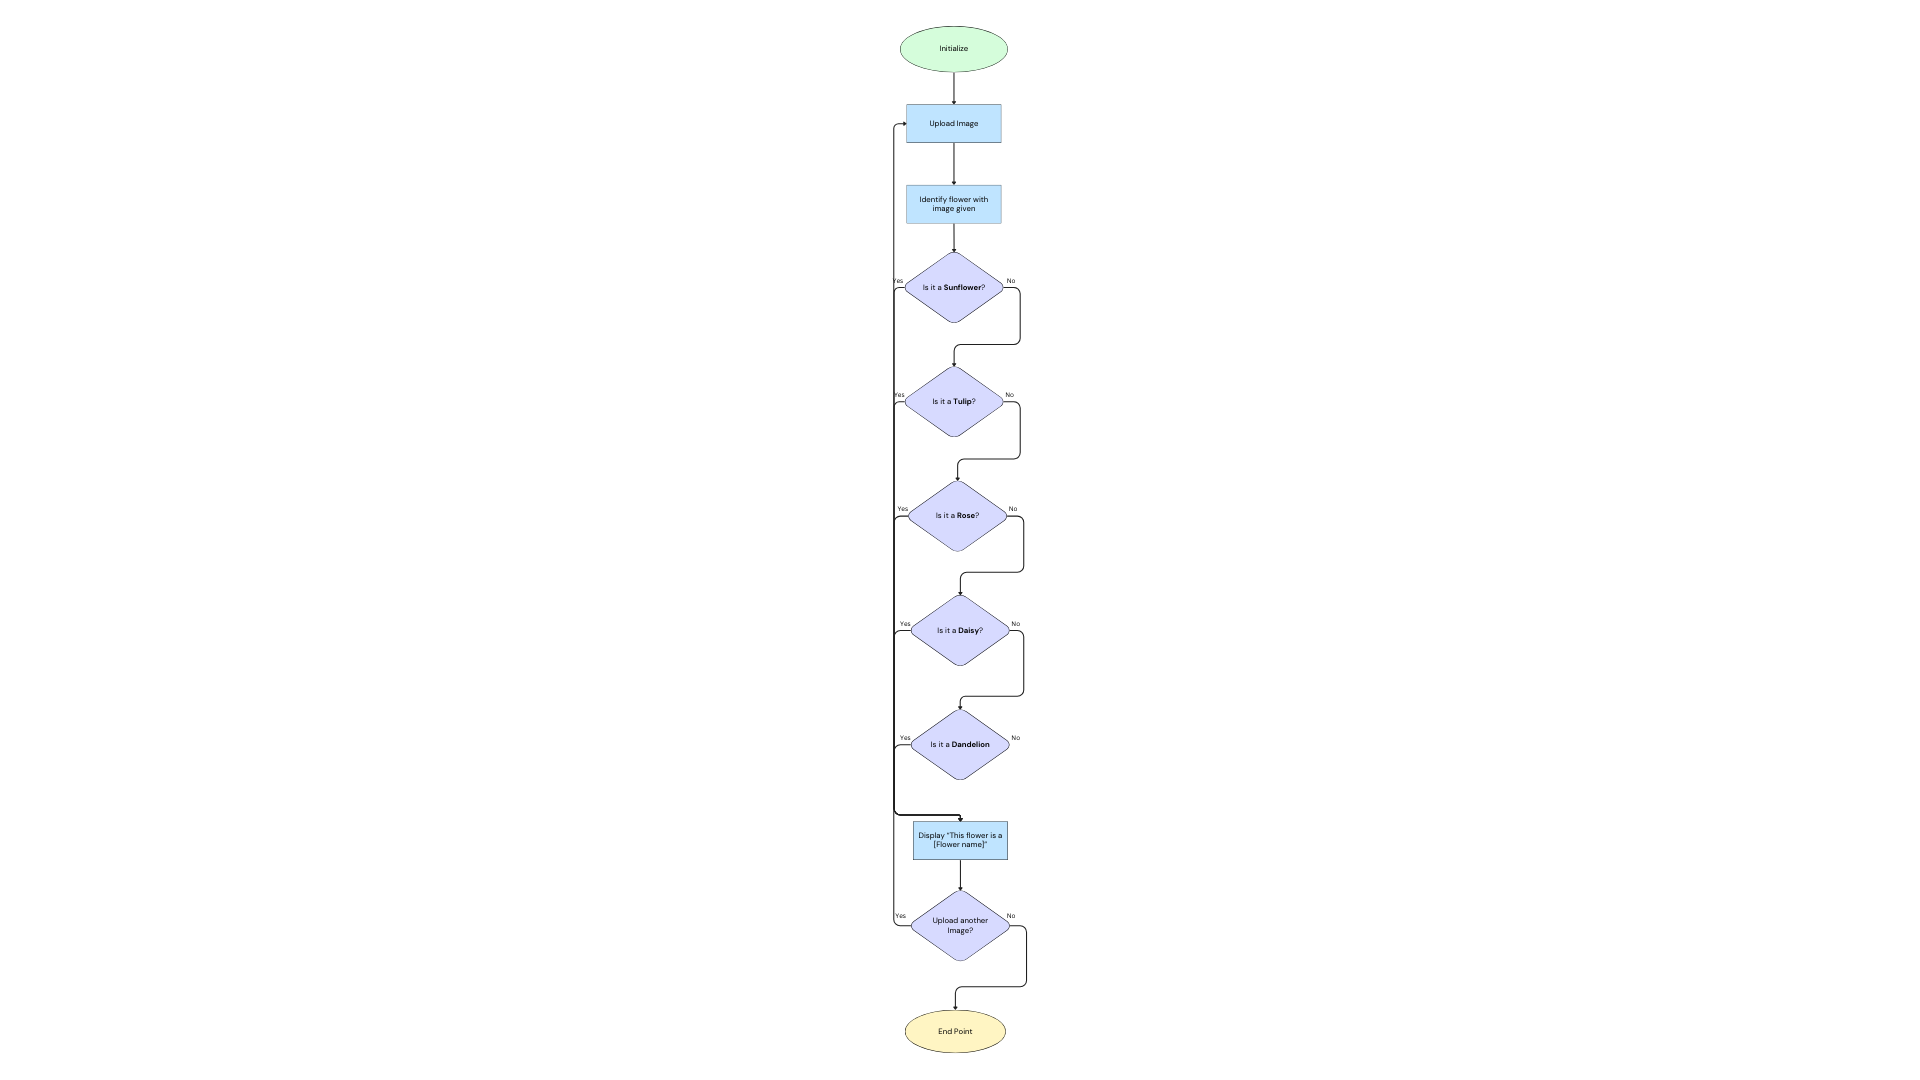 Initialize
Upload Image
Identify flower with
image given
Yes
No
Is it a Sunflower?
Yes
No
Is it a Tulip?
Yes
No
Is it a Rose?
Yes
No
Is it a Daisy?
Yes
No
Is it a Dandelion
Display “This flower is a
[Flower name]”
Yes
No
Upload another
Image?
End Point